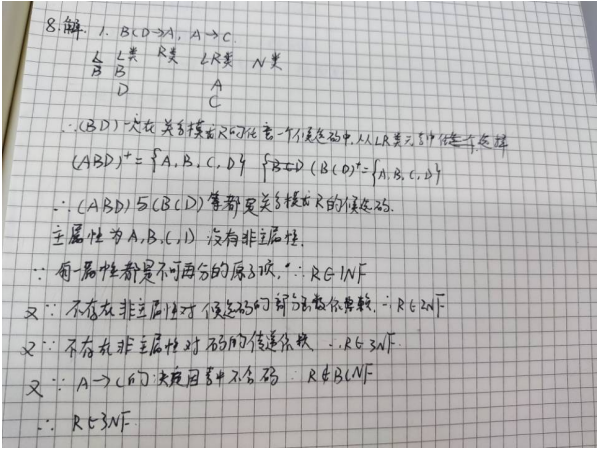 8.解. 1. BCD→A, A→C
L类 R类 LR类 N类
B
D A
C
∴(BD)一定在关系模式R的任意一个候选码中,从LR类元素中选择
(ABD)⁺={A,B,C,D} (BCD)⁺={A,B,C,D}
∴(ABD)与(BCD)等都是关系模式R的候选码.
主属性为A,B,C,D 没有非主属性.
∵ 每一属性都是不可再分的原子项, ∴R∈1NF
又∵ 不存在非主属性对候选码的部分函数依赖, ∴R∈2NF
又∵ 不存在非主属性对码的传递依赖 ∴R∈3NF.
又∵ A→C的决定因素中不含码 ∴R∉BCNF
∴ R∈3NF.